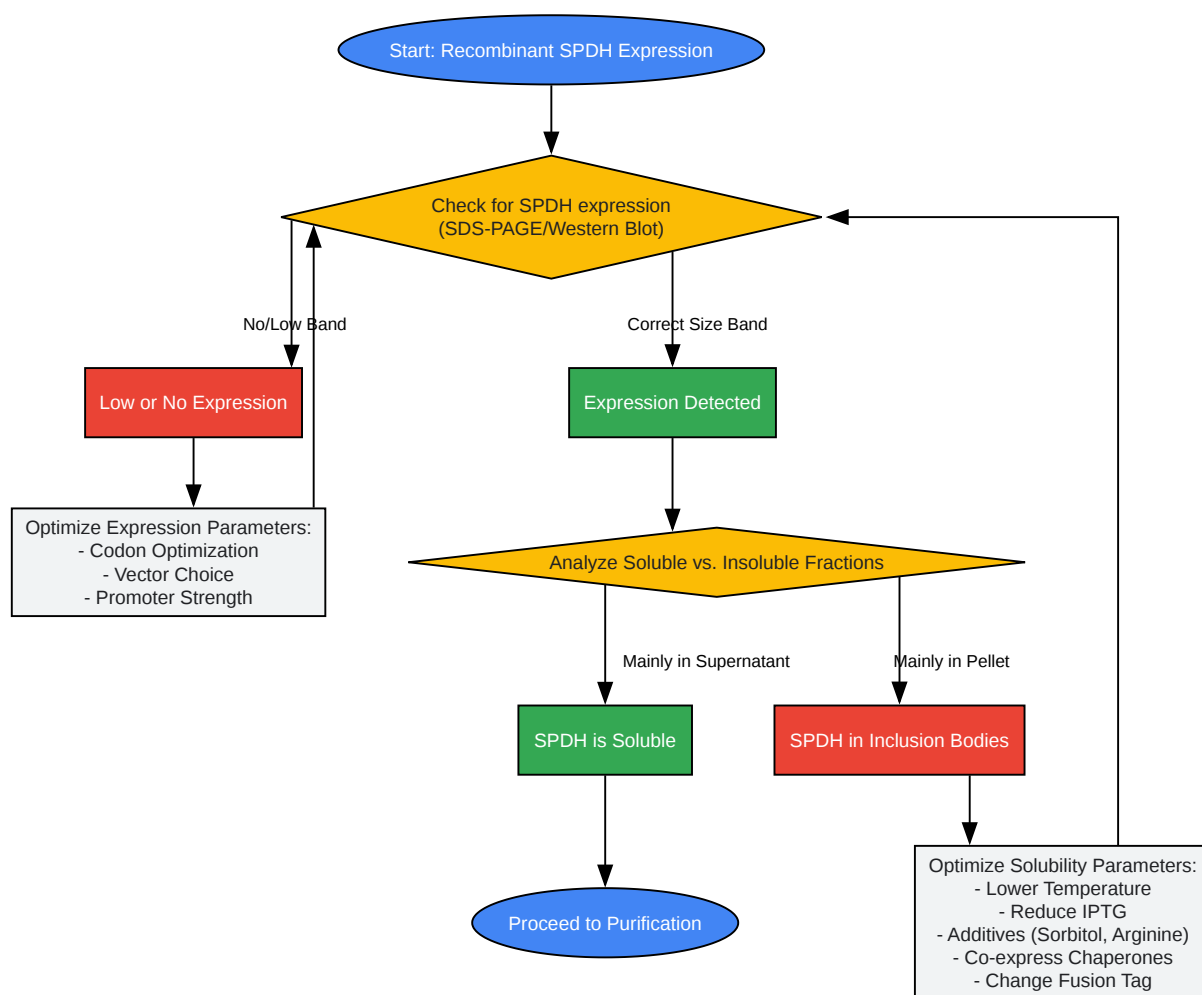 Start: Recombinant SPDH Expression
Check for SPDH expression
(SDS-PAGE/Western Blot)
No/Low Band
Correct Size Band
Low or No Expression
Expression Detected
Optimize Expression Parameters:
- Codon Optimization
- Vector Choice
- Promoter Strength
Analyze Soluble vs. Insoluble Fractions
Mainly in Supernatant
Mainly in Pellet
SPDH is Soluble
SPDH in Inclusion Bodies
Proceed to Purification
Optimize Solubility Parameters:
- Lower Temperature
- Reduce IPTG
- Additives (Sorbitol, Arginine)
- Co-express Chaperones
- Change Fusion Tag